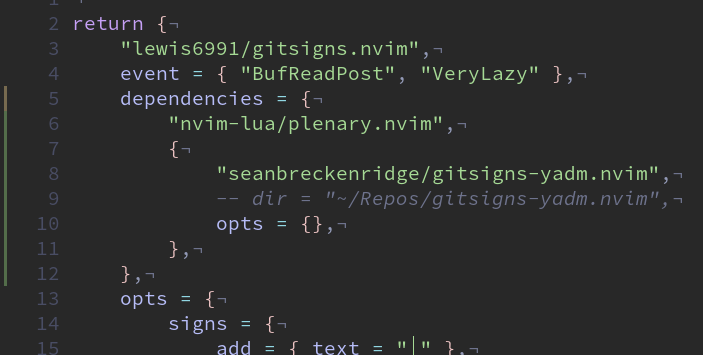 1 ¬
2 return {¬
3     "lewis6991/gitsigns.nvim",¬
4     event = { "BufReadPost", "VeryLazy" },¬
5     dependencies = {¬
6         "nvim-lua/plenary.nvim",¬
7         {¬
8             "seanbreckenridge/gitsigns-yadm.nvim",¬
9             -- dir = "~/Repos/gitsigns-yadm.nvim",¬
10             opts = {},¬
11         },¬
12     },¬
13     opts = {¬
14         signs = {¬
15             add = { text = "│" },¬